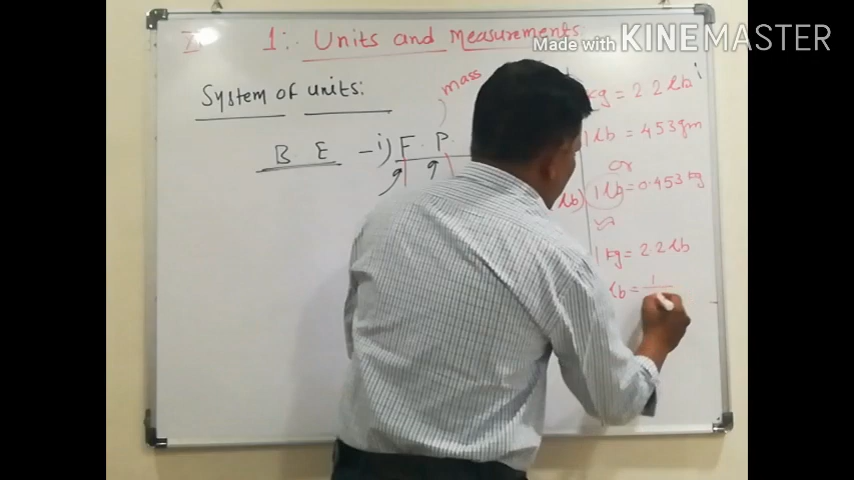 1:. Units and Measurements
Made with KINEMASTER
System of units:
mass
B E - i) F. P.
kg = 2.2 lb
1 lb = 453 gm
or
lb) 1 lb = 0.453 kg
1 kg = 2.2 lb
lb = 1